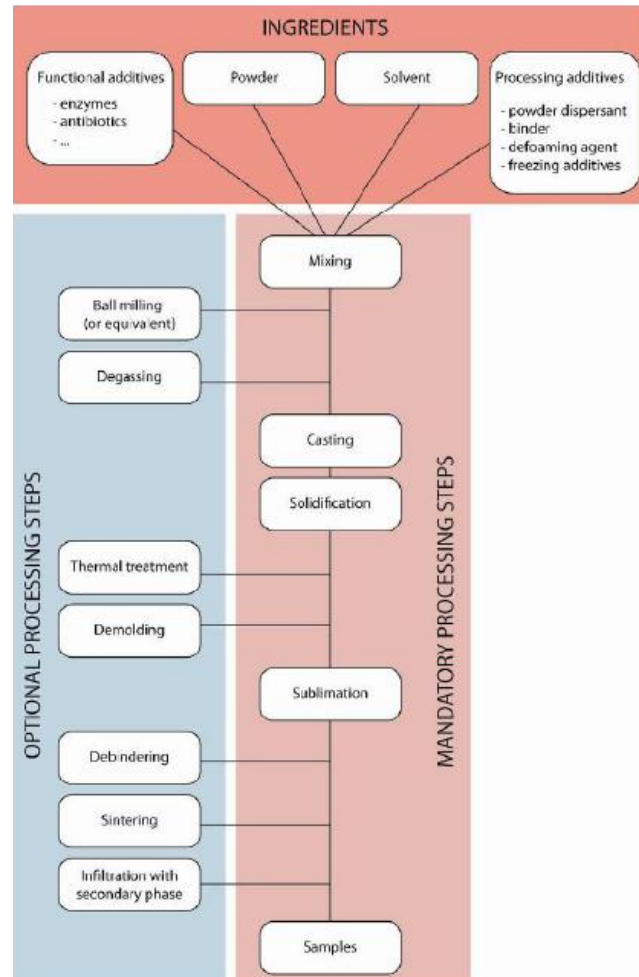 INGREDIENTS
Functional additives
- enzymes
- antibiotics
- ...
Powder
Solvent
Processing additives
- powder dispersant
- binder
- defoaming agent
- freezing additives
Mixing
Ball milling
(or equivalent)
Degassing
Casting
Solidification
Thermal treatment
Demolding
Sublimation
Debindering
Sintering
Infiltration with
secondary phase
Samples
OPTIONAL PROCESSING STEPS
MANDATORY PROCESSING STEPS